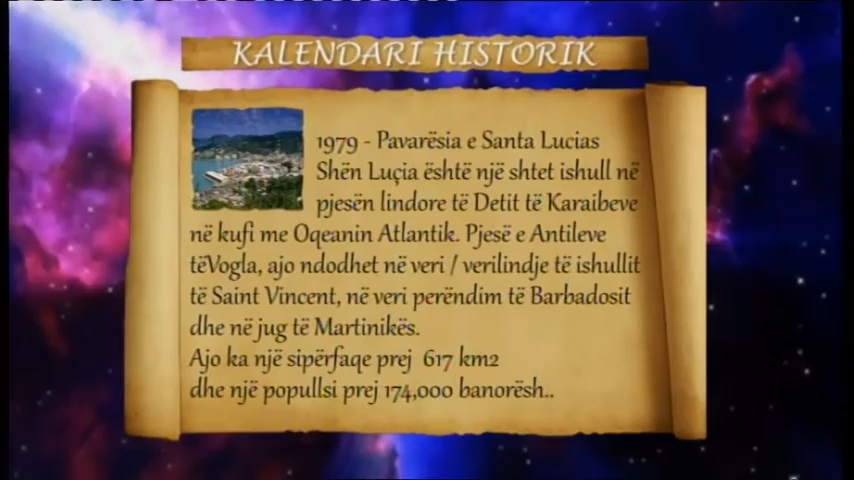 KALENDARI HISTORIK
1979 - Pavarësia e Santa Lucias
Shën Luçia është një shtet ishull në
pjesën lindore të Detit të Karaibeve
në kufi me Oqeanin Atlantik. Pjesë e Antileve
tëVogla, ajo ndodhet në veri / verilindje të ishullit
të Saint Vincent, në veri perëndim të Barbadosit
dhe në jug të Martinikës.
Ajo ka një sipërfaqe prej 617 km2
dhe një popullsi prej 174,000 banorësh..